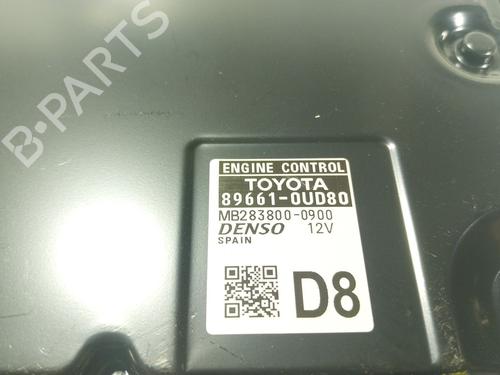 B-PARTS
ENGINE CONTROL
TOYOTA
89661-0UD80
MB283800-0900
DENSO 12V
SPAIN
D8